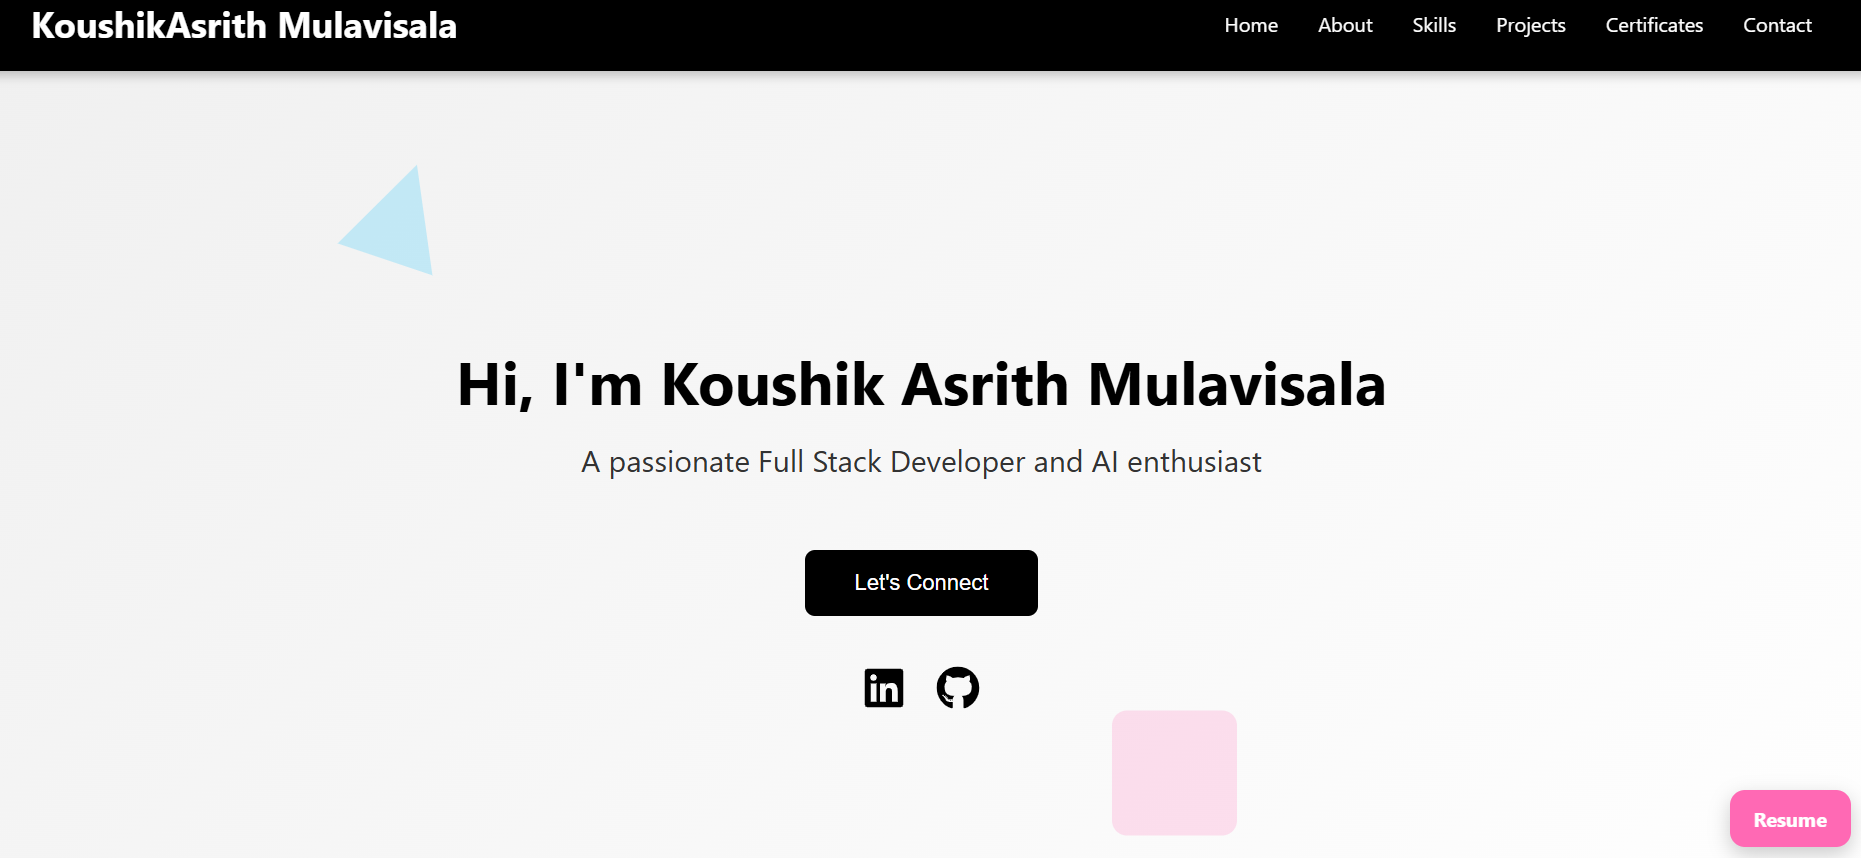 KoushikAsrith Mulavisala
Home About Skills Projects Certificates Contact
Hi, I'm Koushik Asrith Mulavisala
A passionate Full Stack Developer and AI enthusiast
Let's Connect
in
Resume